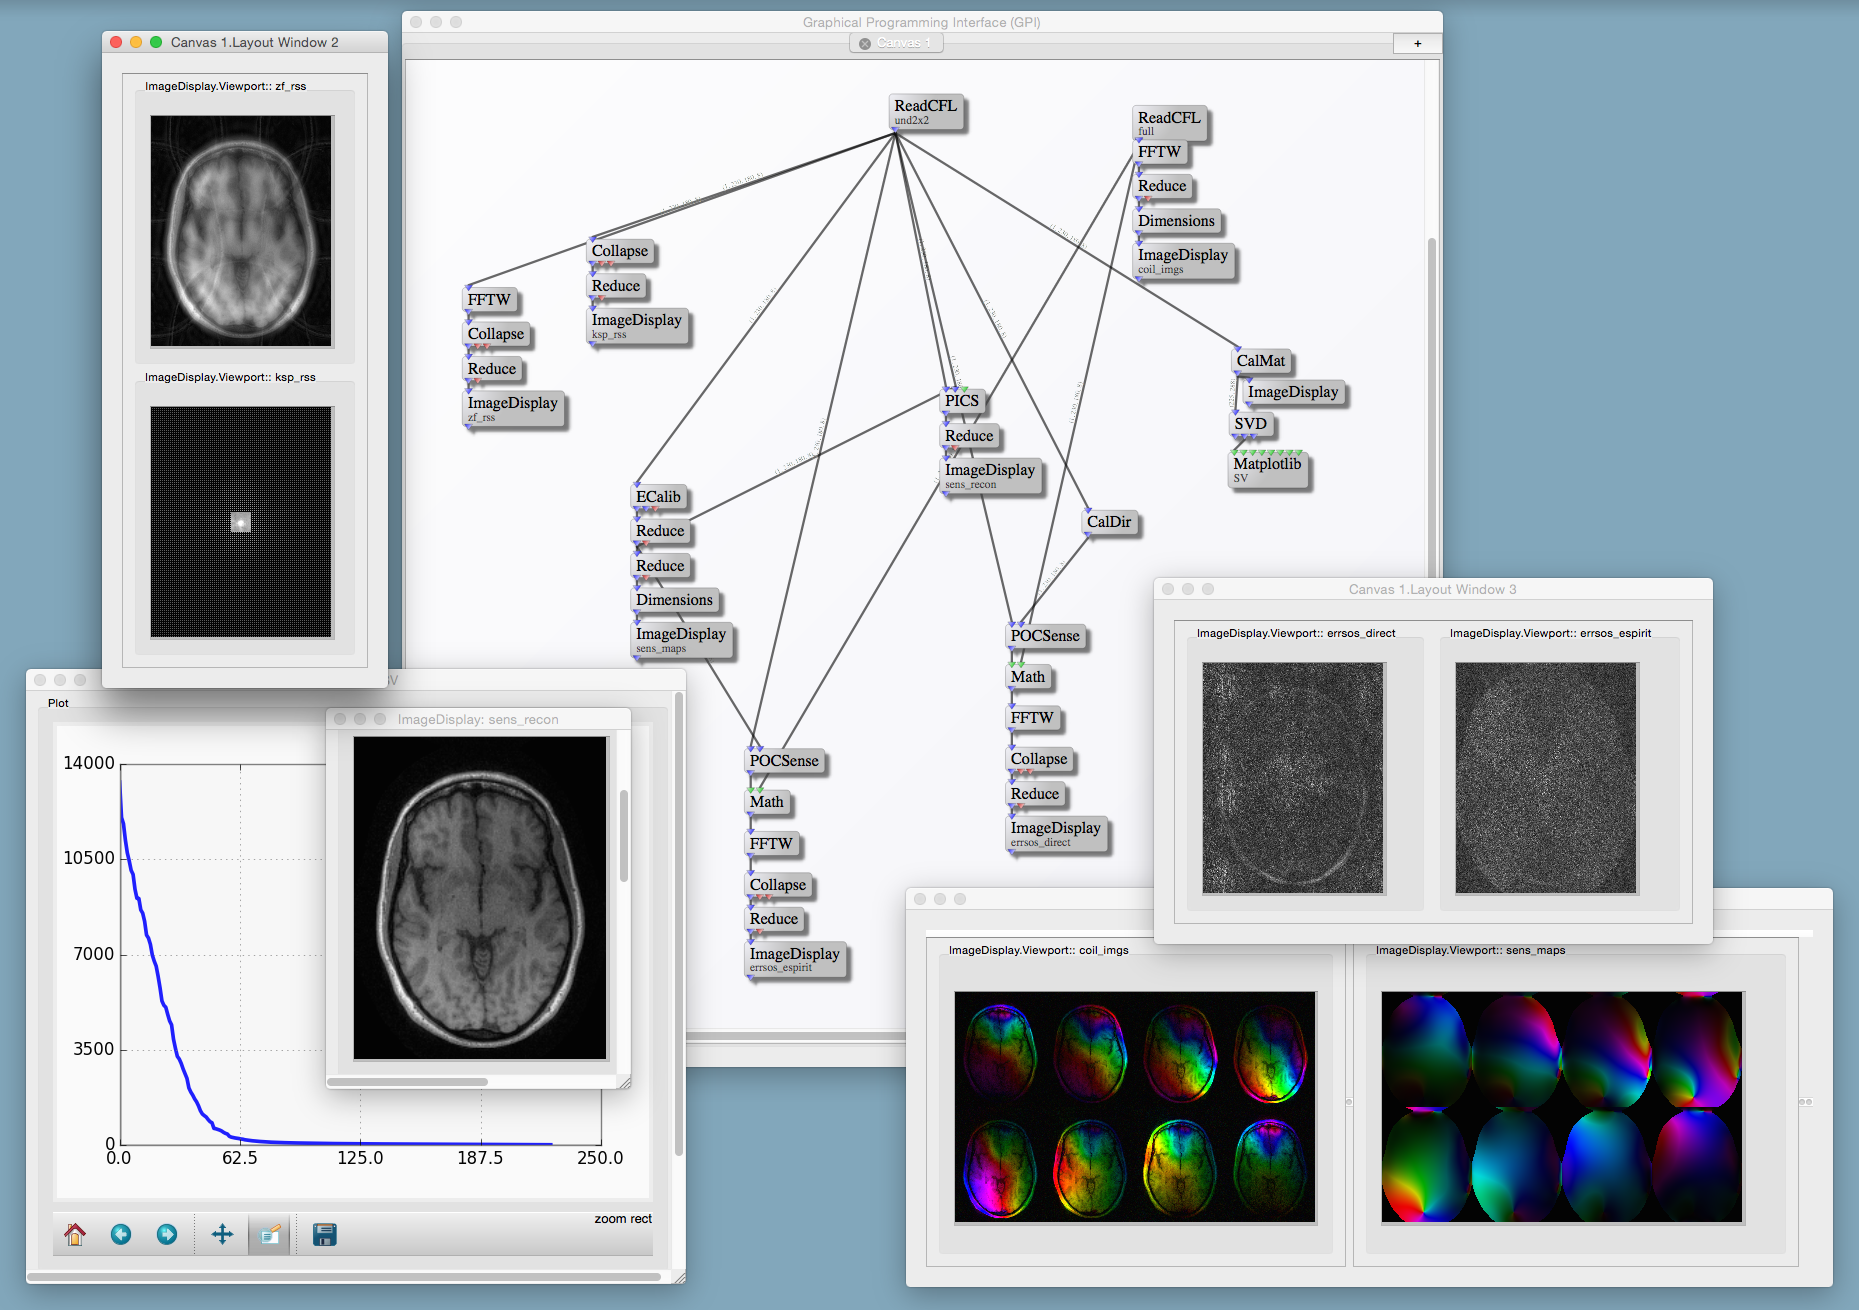 Graphical Programming Interface (GPI)
Canvas 1
+
Canvas 1.Layout Window 2
ImageDisplay.Viewport:: zf_rss
ImageDisplay.Viewport:: ksp_rss
ReadCFL
und2x2
ReadCFL
full
FFTW
Reduce
Dimensions
ImageDisplay
coil_imgs
Collapse
Reduce
ImageDisplay
ksp_rss
FFTW
Collapse
Reduce
ImageDisplay
zf_rss
CalMat
ImageDisplay
SVD
Matplotlib
SV
PICS
Reduce
ImageDisplay
sens_recon
ECalib
Reduce
Reduce
Dimensions
ImageDisplay
sens_maps
CalDir
POCSense
Math
FFTW
Collapse
Reduce
ImageDisplay
errsos_direct
POCSense
Math
FFTW
Collapse
Reduce
ImageDisplay
errsos_espirit
Canvas 1.Layout Window 3
ImageDisplay.Viewport:: errsos_direct
ImageDisplay.Viewport:: errsos_espirit
SV
Plot
14000
10500
7000
3500
0
0.0
62.5
125.0
187.5
250.0
zoom rect
ImageDisplay: sens_recon
ImageDisplay.Viewport:: coil_imgs
ImageDisplay.Viewport:: sens_maps